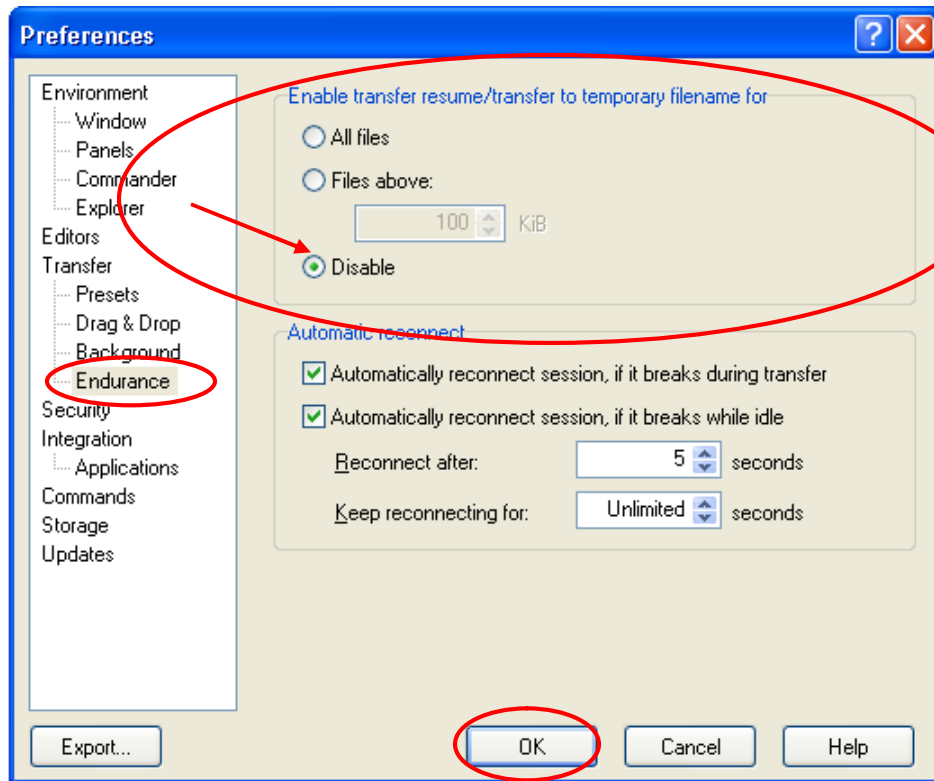 Preferences
Environment
Window
Panels
Commander
Explorer
Editors
Transfer
Presets
Drag & Drop
Background
Endurance
Security
Integration
Applications
Commands
Storage
Updates
Enable transfer resume/transfer to temporary filename for
All files
Files above:
100 KiB
Disable
Automatic reconnect
Automatically reconnect session, if it breaks during transfer
Automatically reconnect session, if it breaks while idle
Reconnect after: 5 seconds
Keep reconnecting for: Unlimited seconds
Export... OK Cancel Help